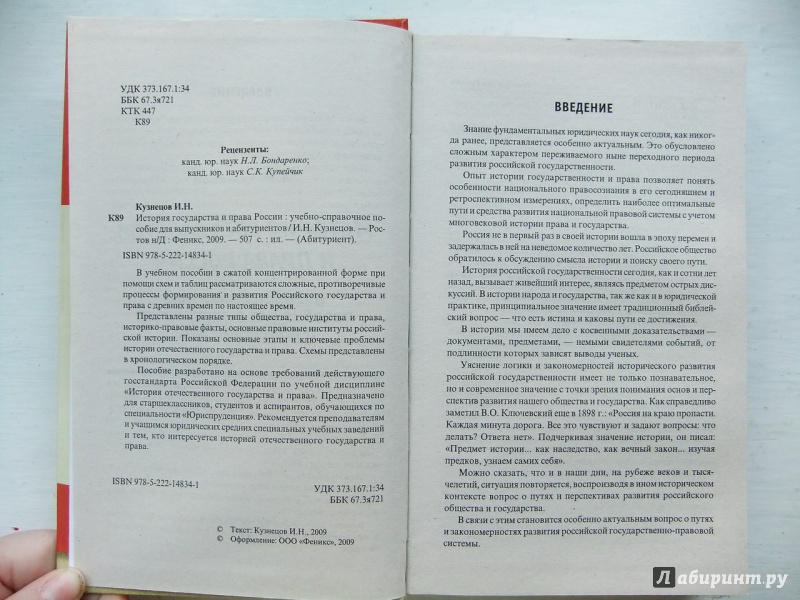 УДК 373.167.1:34
ББК 67.3я721
КТК 447
К89
Рецензенты:
канд. юр. наук Н.Л. Бондаренко;
канд. юр. наук С.К. Купейчик
Кузнецов И.Н.
К89 История государства и права России : учебно-справочное по-
собие для выпускников и абитуриентов / И.Н. Кузнецов. — Ро-
стов н/Д : Феникс, 2009. — 507 с. : ил. — (Абитуриент).
ISBN 978-5-222-14834-1
В учебном пособии в сжатой концентрированной форме при
помощи схем и таблиц рассматриваются сложные, противоречивые
процессы формирования и развития Российского государства и
права с древних времен по настоящее время.
Представлены разные типы общества, государства и права,
историко-правовые факты, основные правовые институты россий-
ской истории. Показаны основные этапы и ключевые проблемы
истории отечественного государства и права. Схемы представлены
в хронологическом порядке.
Пособие разработано на основе требований действующего
госстандарта Российской Федерации по учебной дисциплине
«История отечественного государства и права». Предназначено
для старшеклассников, студентов и аспирантов, обучающихся по
специальности «Юриспруденция». Рекомендуется преподавателям
и учащимся юридических средних специальных учебных заведений
и тем, кто интересуется историей отечественного государства и
права.
ISBN 978-5-222-14834-1
УДК 373.167.1:34
ББК 67.3я721
© Текст: Кузнецов И.Н., 2009
© Оформление: ООО «Феникс», 2009
ВВЕДЕНИЕ
Знание фундаментальных юридических наук сегодня, как никог-
да ранее, представляется особенно актуальным. Это обусловлено
сложным характером переживаемого ныне переходного периода
развития российской государственности.
Опыт истории государственности и права позволяет понять
особенности национального правосознания в его сегодняшнем и
ретроспективном измерениях, определить наиболее оптимальные
пути и средства развития национальной правовой системы с учетом
многовековой истории права и государства.
Россия не в первый раз в своей истории вошла в эпоху перемен и
задержалась в ней на неведомое количество лет. Российское общество
обратилось к обсуждению смысла истории и поиску своего пути.
История российской государственности сегодня, как и сотни лет
назад, вызывает живейший интерес, являясь предметом острых дис-
куссий. В истории народа и государства, так же как и в юридической
практике, принципиальное значение имеет традиционный библей-
ский вопрос — что есть истина и каковы пути ее достижения.
В истории мы имеем дело с косвенными доказательствами —
документами, предметами, — немыми свидетелями событий, от
подлинности которых зависят выводы ученых.
Уяснение логики и закономерностей исторического развития
российской государственности имеет не только познавательное,
но и современное значение с точки зрения понимания основ и пер-
спектив развития нашего общества и государства. Как справедливо
заметил В.О. Ключевский еще в 1898 г.: «Россия на краю пропасти.
Каждая минута дорога. Все это чувствуют и задают вопросы: что
делать? Ответа нет». Подчеркивая значение истории, он писал:
«Предмет истории... как наследство, как вечный закон... изучая
предков, узнаем самих себя».
Можно сказать, что и в наши дни, на рубеже веков и тыся-
челетий, ситуация повторяется, воспроизводя в ином историческом
контексте вопрос о путях и перспективах развития российского
общества и государства.
В связи с этим становится особенно актуальным вопрос о путях
и закономерностях развития российской государственно-правовой
системы.
Лабиринт.ру